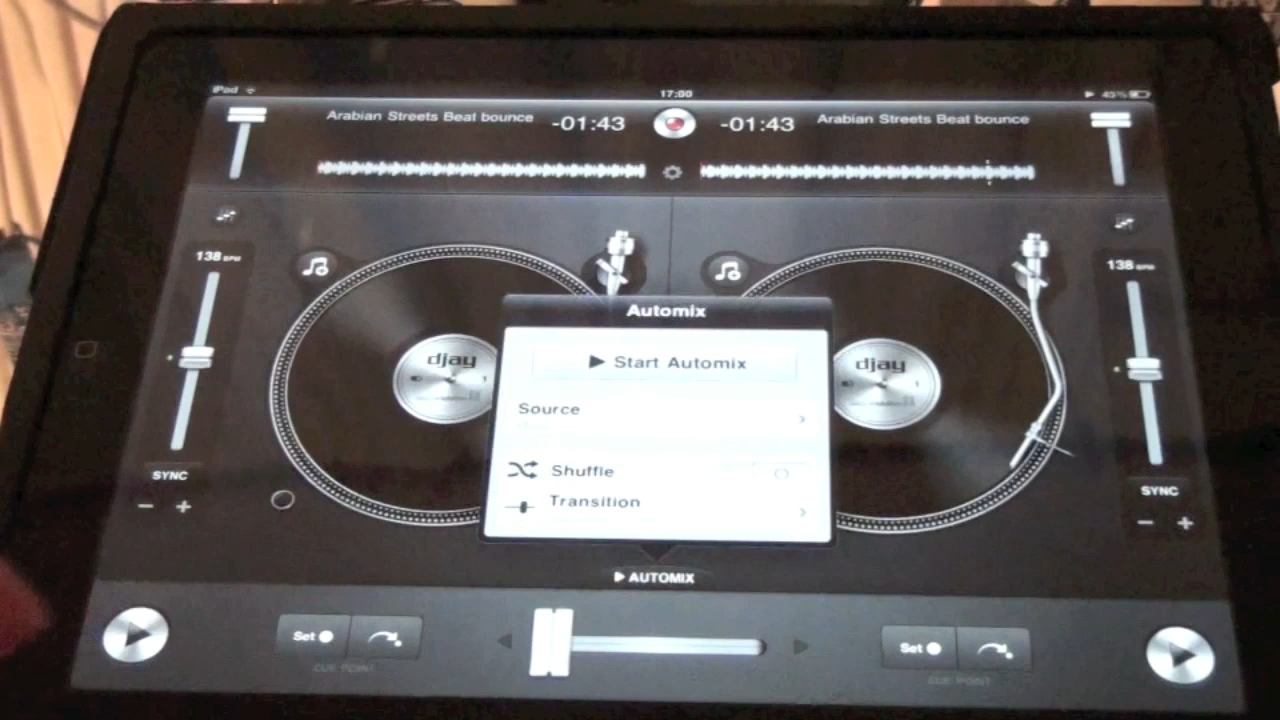 iPod
17:00
45%
Arabian Streets Beat bounce
-01:43
-01:43
Arabian Streets Beat bounce
138 BPM
138 BPM
djay
djay
Automix
Start Automix
Source
Shuffle
Transition
SYNC
SYNC
AUTOMIX
Set
CUE POINT
Set
CUE POINT